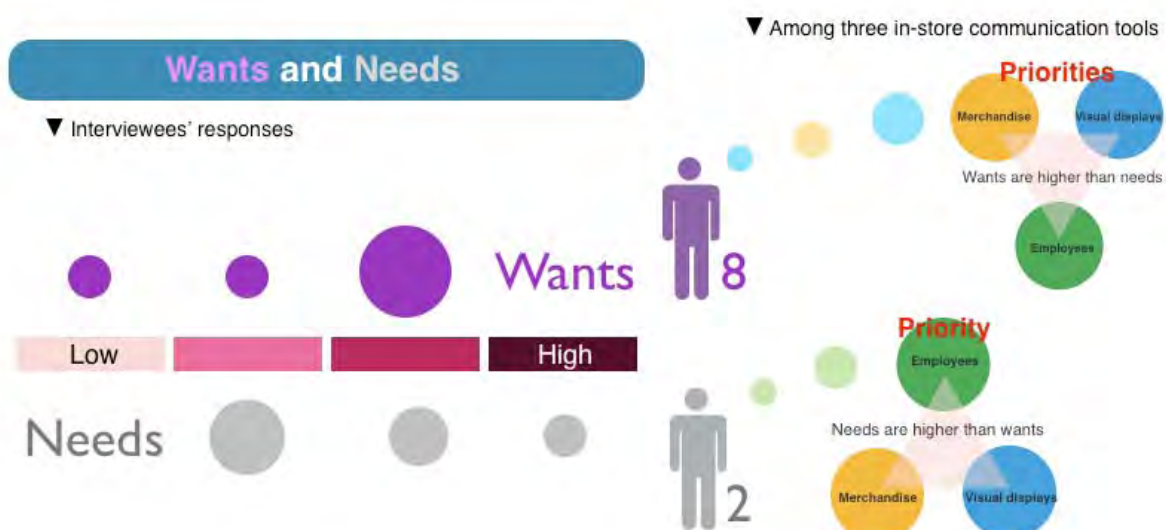 Wants and Needs
▼ Interviewees' responses
Wants
Low
High
Needs
▼ Among three in-store communication tools
Priorities
Merchandise
Visual displays
Wants are higher than needs
Employees
8
Priority
Employees
Needs are higher than wants
Merchandise
Visual displays
2